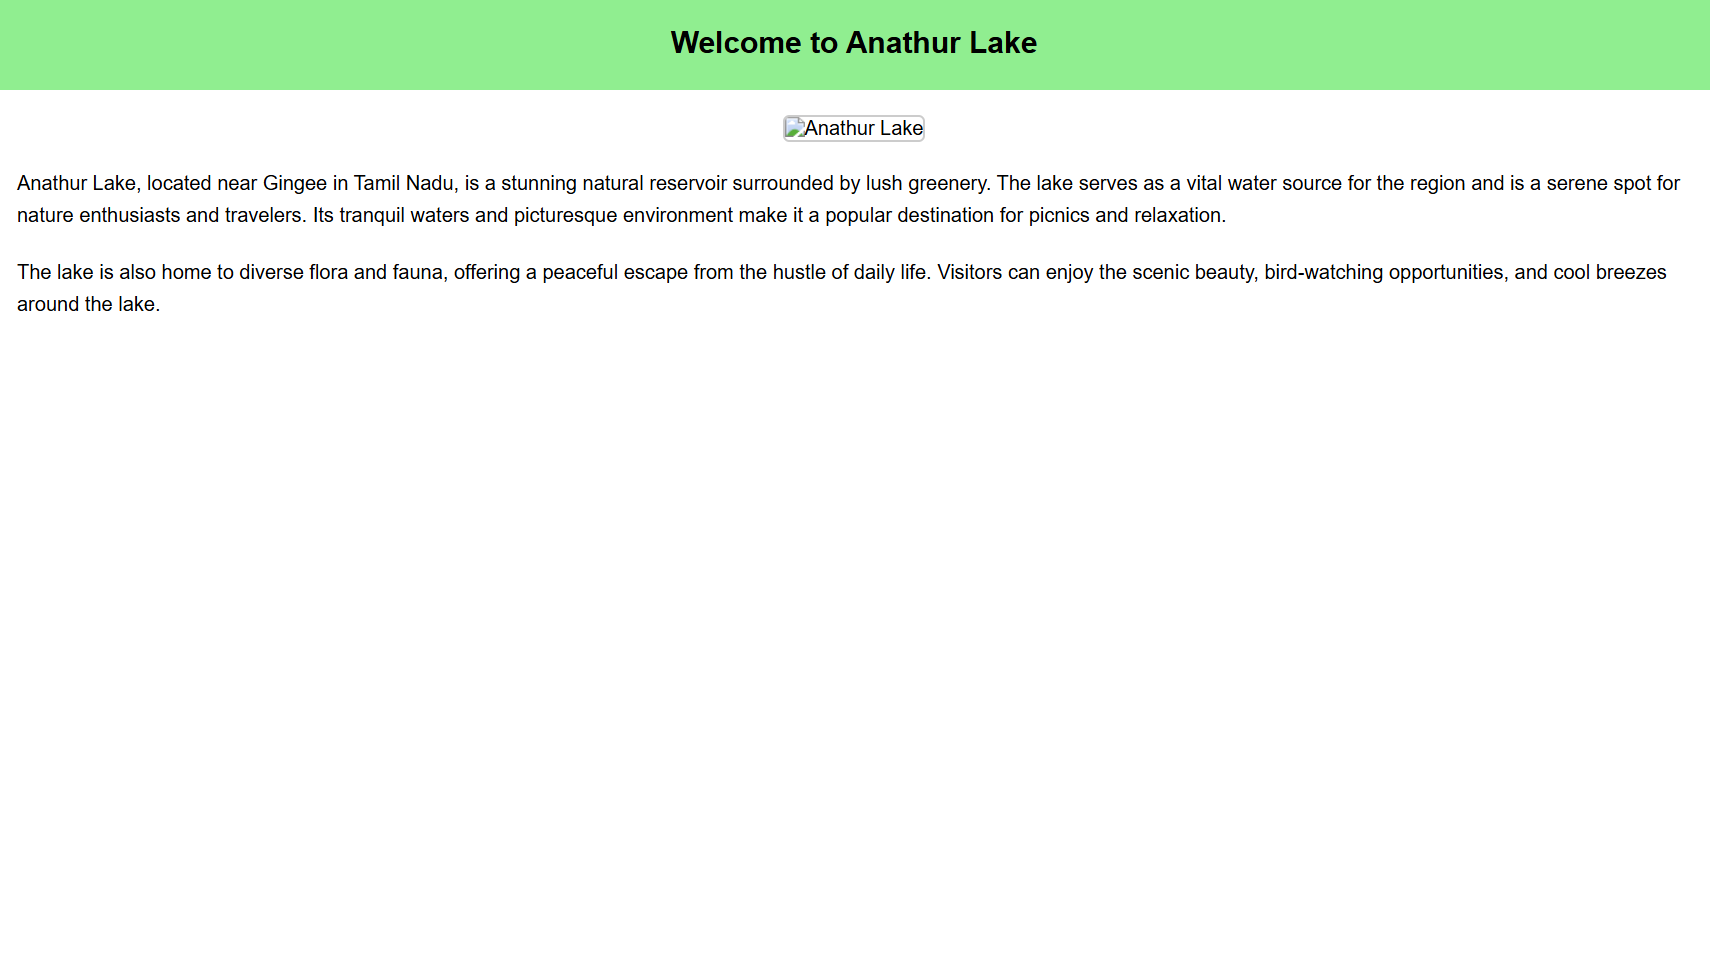 Welcome to Anathur Lake
Anathur Lake
Anathur Lake, located near Gingee in Tamil Nadu, is a stunning natural reservoir surrounded by lush greenery. The lake serves as a vital water source for the region and is a serene spot for
nature enthusiasts and travelers. Its tranquil waters and picturesque environment make it a popular destination for picnics and relaxation.
The lake is also home to diverse flora and fauna, offering a peaceful escape from the hustle of daily life. Visitors can enjoy the scenic beauty, bird-watching opportunities, and cool breezes
around the lake.